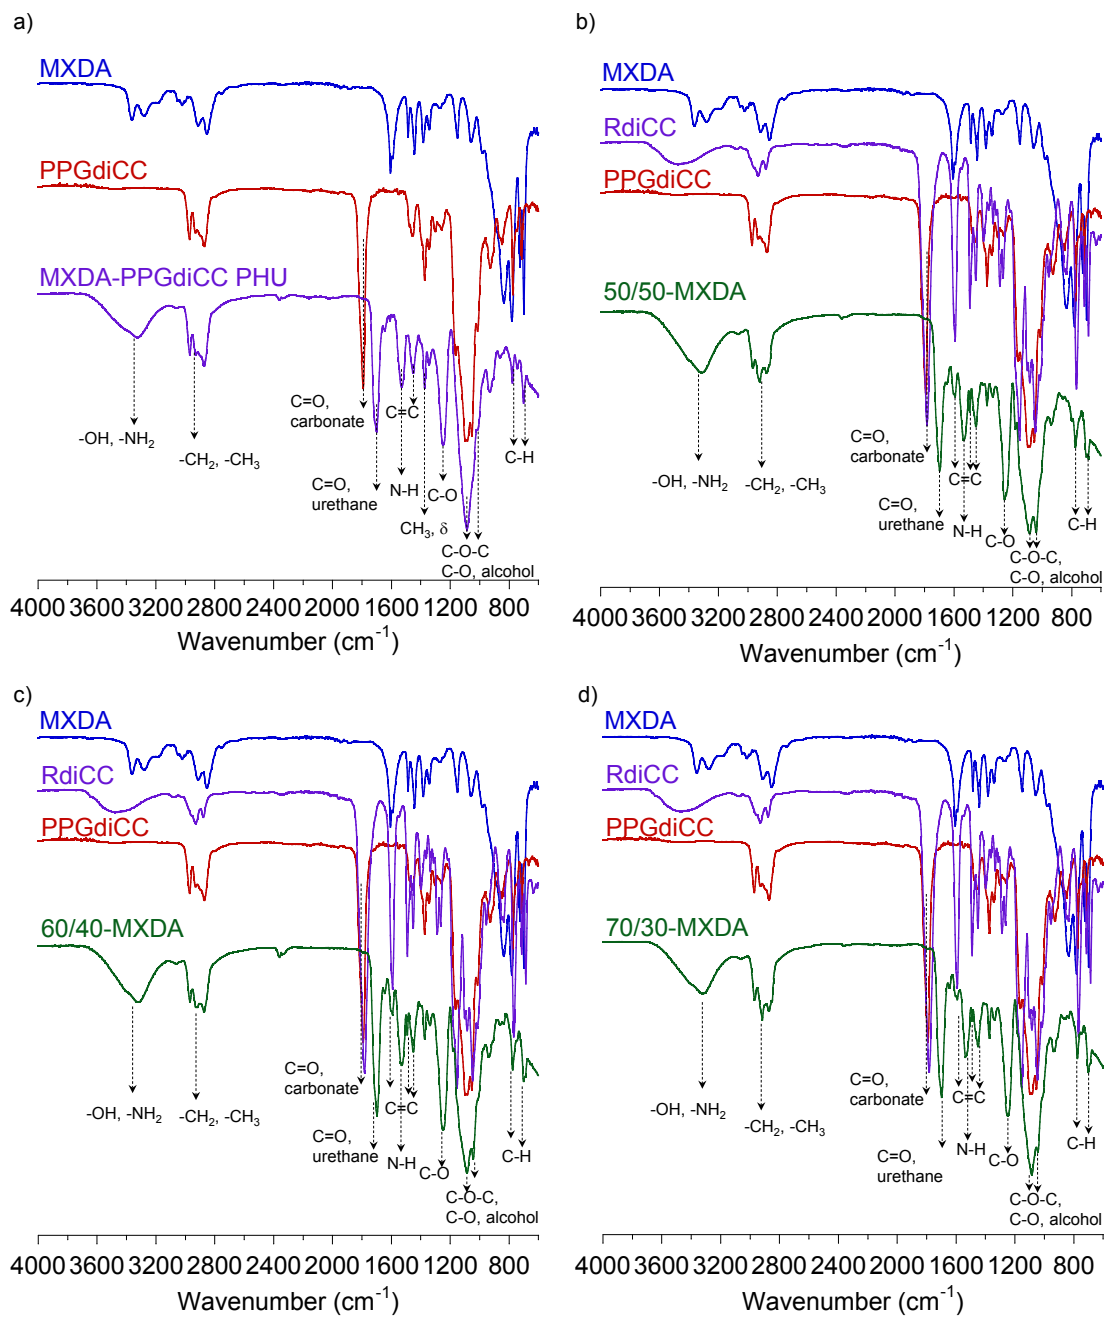 a)
MXDA
PPGdiCC
MXDA-PPGdiCC PHU
-OH, -NH₂
-CH₂, -CH₃
C=O,
carbonate
C=O,
urethane
C=C
N-H
CH₃, δ
C-O
C-O-C
C-O, alcohol
C-H
4000 3600 3200 2800 2400 2000 1600 1200 800
Wavenumber (cm⁻¹)
b)
MXDA
RdiCC
PPGdiCC
50/50-MXDA
-OH, -NH₂
-CH₂, -CH₃
C=O,
carbonate
C=O,
urethane
C=C
N-H
C-O
C-O-C,
C-O, alcohol
C-H
4000 3600 3200 2800 2400 2000 1600 1200 800
Wavenumber (cm⁻¹)
c)
MXDA
RdiCC
PPGdiCC
60/40-MXDA
-OH, -NH₂
-CH₂, -CH₃
C=O,
carbonate
C=O,
urethane
C=C
N-H
C-O
C-O-C,
C-O, alcohol
C-H
4000 3600 3200 2800 2400 2000 1600 1200 800
Wavenumber (cm⁻¹)
d)
MXDA
RdiCC
PPGdiCC
70/30-MXDA
-OH, -NH₂
-CH₂, -CH₃
C=O,
carbonate
C=O,
urethane
C=C
N-H
C-O
C-O-C,
C-O, alcohol
C-H
4000 3600 3200 2800 2400 2000 1600 1200 800
Wavenumber (cm⁻¹)